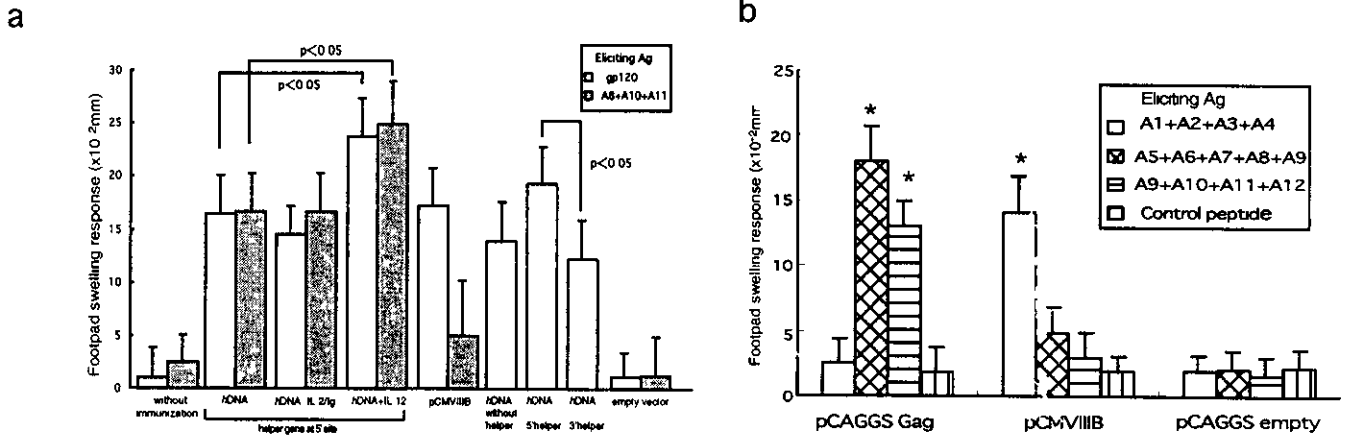 a
p<0 05
p<0 05
Eliciting Ag
gp120
A8+A10+A11
p<0 05
Footpad swelling response (x10 ²mm)
30
25
20
15
10
5
0
without immunization
hDNA
hDNA IL 2/Ig
hDNA+IL 12
helper gene at 5' site
pCMVIIIB
hDNA without helper
hDNA 5'helper
hDNA 3'helper
empty vector
b
Footpad swelling response (x10⁻²mm)
25
20
15
10
5
0
*
*
*
Eliciting Ag
A1+A2+A3+A4
A5+A6+A7+A8+A9
A9+A10+A11+A12
Control peptide
pCAGGS Gag
pCMVIIIB
pCAGGS empty